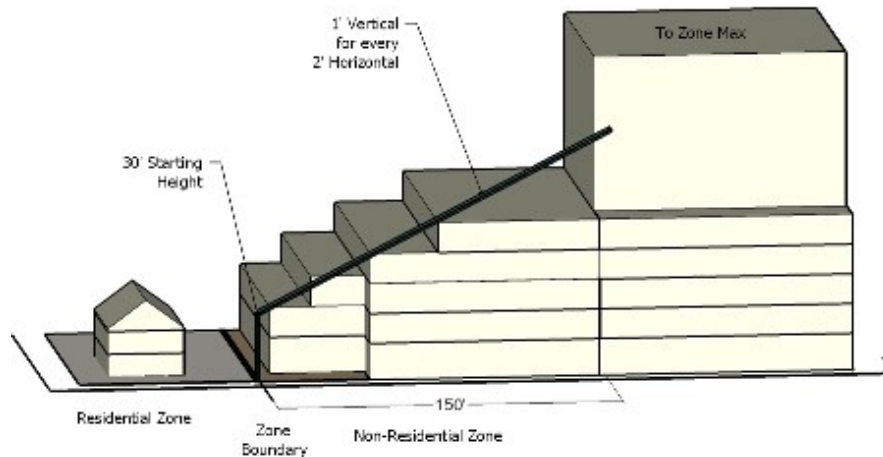 1' Vertical
for every
2' Horizontal
To Zone Max
30' Starting
Height
150'
Residential Zone
Zone
Boundary
Non-Residential Zone